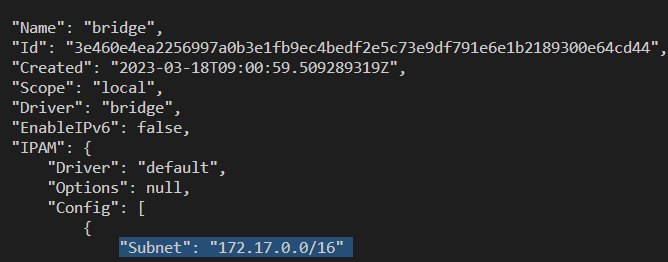 "Name": "bridge",
"Id": "3e460e4ea2256997a0b3e1fb9ec4bedf2e5c73e9df791e6e1b2189300e64cd44",
"Created": "2023-03-18T09:00:59.509289319Z",
"Scope": "local",
"Driver": "bridge",
"EnableIPv6": false,
"IPAM": {
"Driver": "default",
"Options": null,
"Config": [
{
"Subnet": "172.17.0.0/16"